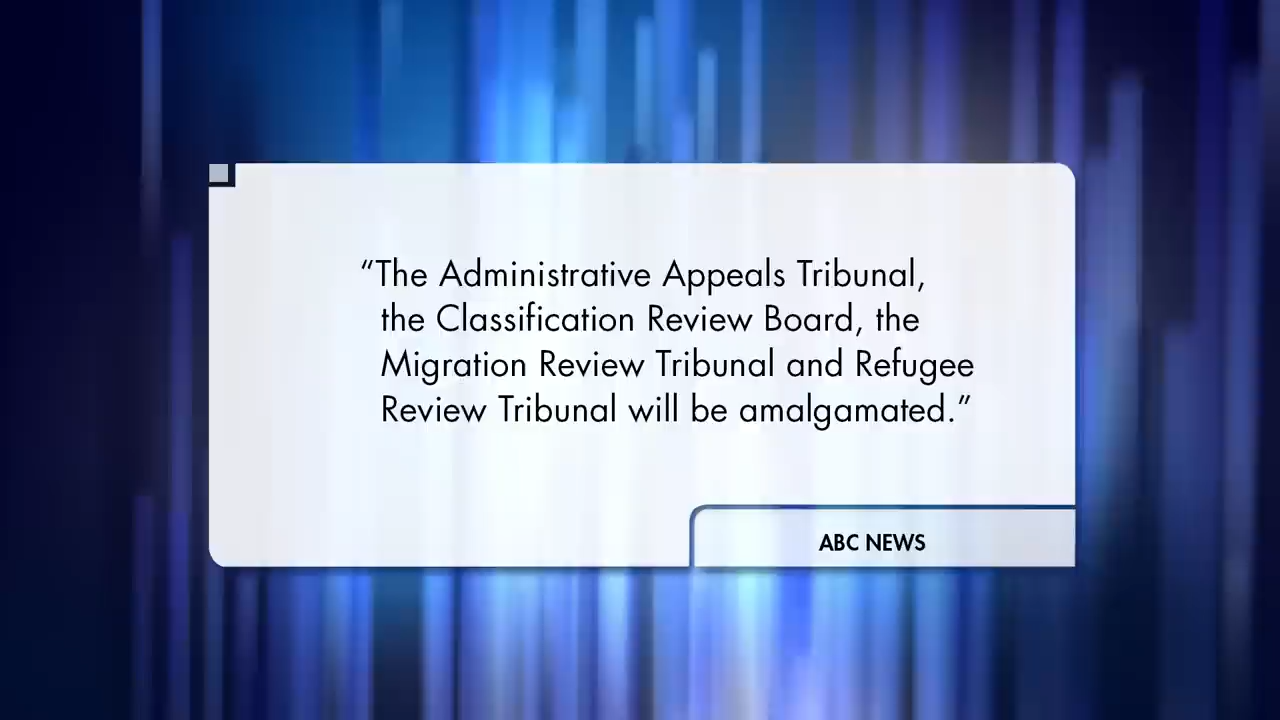 “The Administrative Appeals Tribunal,
the Classification Review Board, the
Migration Review Tribunal and Refugee
Review Tribunal will be amalgamated.”
ABC NEWS